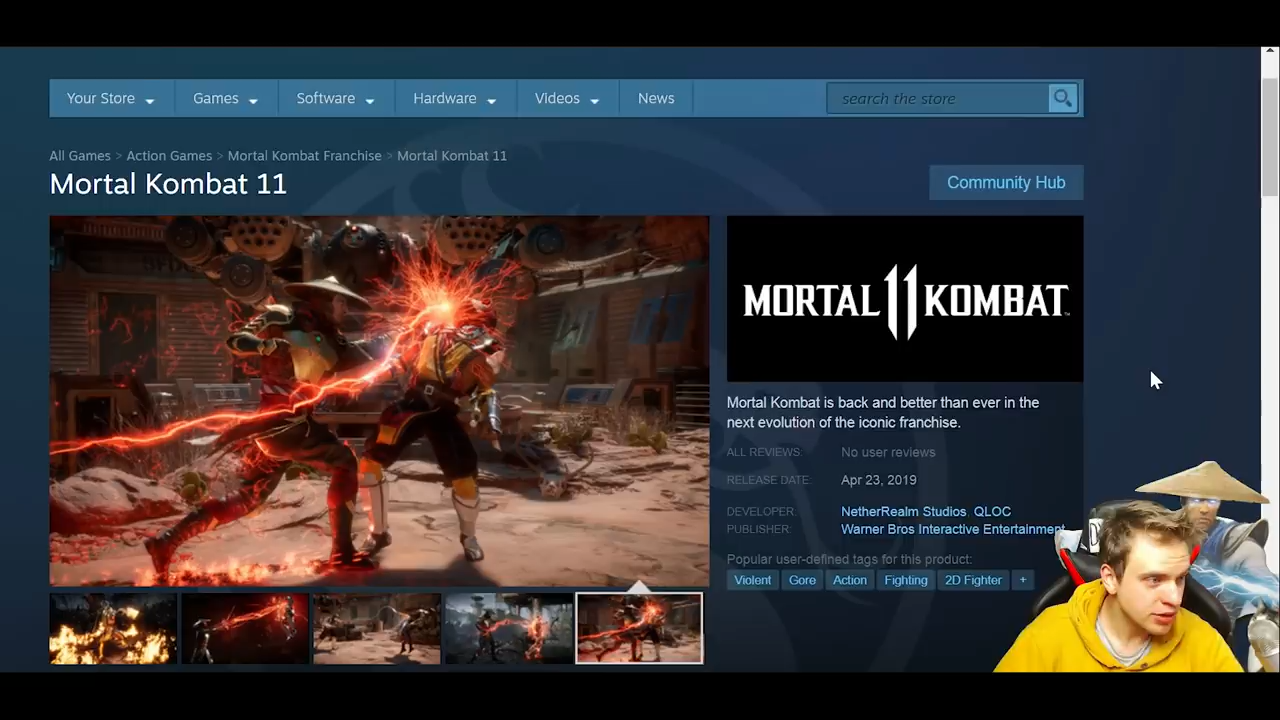 Your Store Games Software Hardware Videos News search the store
All Games > Action Games > Mortal Kombat Franchise > Mortal Kombat 11
Mortal Kombat 11
Community Hub
MORTAL 11 KOMBAT
Mortal Kombat is back and better than ever in the
next evolution of the iconic franchise.
ALL REVIEWS: No user reviews
RELEASE DATE: Apr 23, 2019
DEVELOPER: NetherRealm Studios, QLOC
PUBLISHER: Warner Bros Interactive Entertainment
Popular user-defined tags for this product:
Violent Gore Action Fighting 2D Fighter +